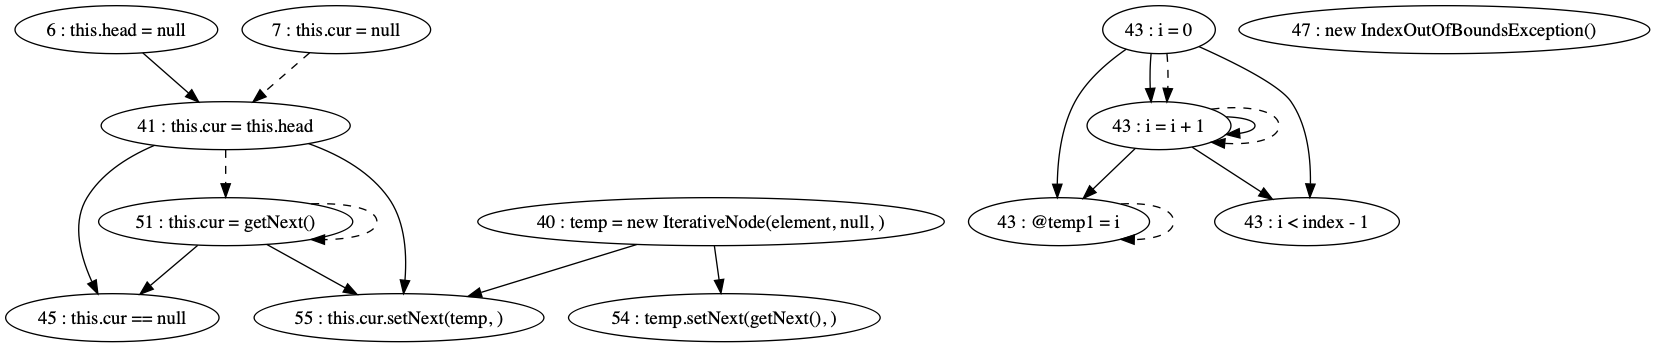 6 : this.head = null
7 : this.cur = null
43 : i = 0
47 : new IndexOutOfBoundsException()
41 : this.cur = this.head
43 : i = i + 1
51 : this.cur = getNext()
40 : temp = new IterativeNode(element, null, )
43 : @temp1 = i
43 : i < index - 1
45 : this.cur == null
55 : this.cur.setNext(temp, )
54 : temp.setNext(getNext(), )